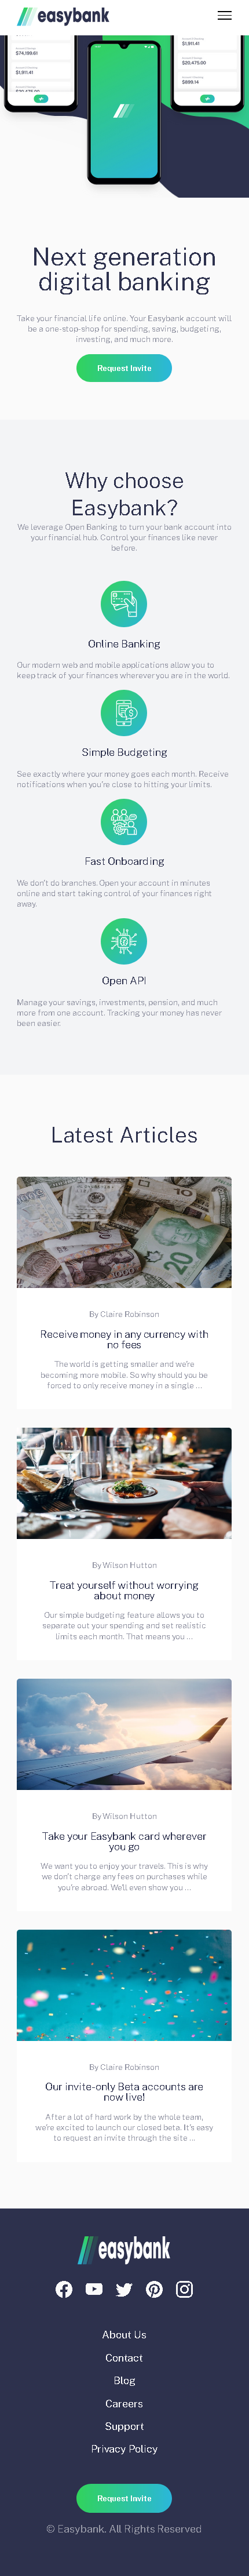 easybank
$74,199.61
$1,911.41
$1,911.41
$20,475.00
$899.14
Next generation
digital banking
Take your financial life online. Your Easybank account will
be a one-stop-shop for spending, saving, budgeting,
investing, and much more.
Request Invite
Why choose
Easybank?
We leverage Open Banking to turn your bank account into
your financial hub. Control your finances like never
before.
Online Banking
Our modern web and mobile applications allow you to
keep track of your finances wherever you are in the world.
Simple Budgeting
See exactly where your money goes each month. Receive
notifications when you're close to hitting your limits.
Fast Onboarding
We don't do branches. Open your account in minutes
online and start taking control of your finances right
away.
Open API
Manage your savings, investments, pension, and much
more from one account. Tracking your money has never
been easier.
Latest Articles
20
By Claire Robinson
Receive money in any currency with
no fees
The world is getting smaller and we're
becoming more mobile. So why should you be
forced to only receive money in a single ...
By Wilson Hutton
Treat yourself without worrying
about money
Our simple budgeting feature allows you to
separate out your spending and set realistic
limits each month. That means you ...
By Wilson Hutton
Take your Easybank card wherever
you go
We want you to enjoy your travels. This is why
we don't charge any fees on purchases while
you're abroad. We'll even show you ...
By Claire Robinson
Our invite-only Beta accounts are
now live!
After a lot of hard work by the whole team,
we're excited to launch our closed beta. It's easy
to request an invite through the site ...
easybank
About Us
Contact
Blog
Careers
Support
Privacy Policy
Request Invite
© Easybank. All Rights Reserved